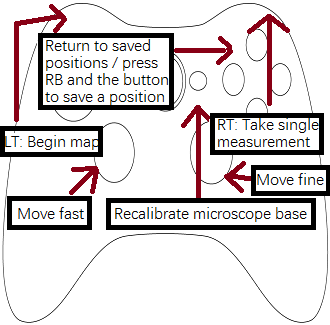 Return to saved
positions / press
RB and the button
to save a position
LT: Begin map
RT: Take single
measurement
Move fine
Move fast
Recalibrate microscope base